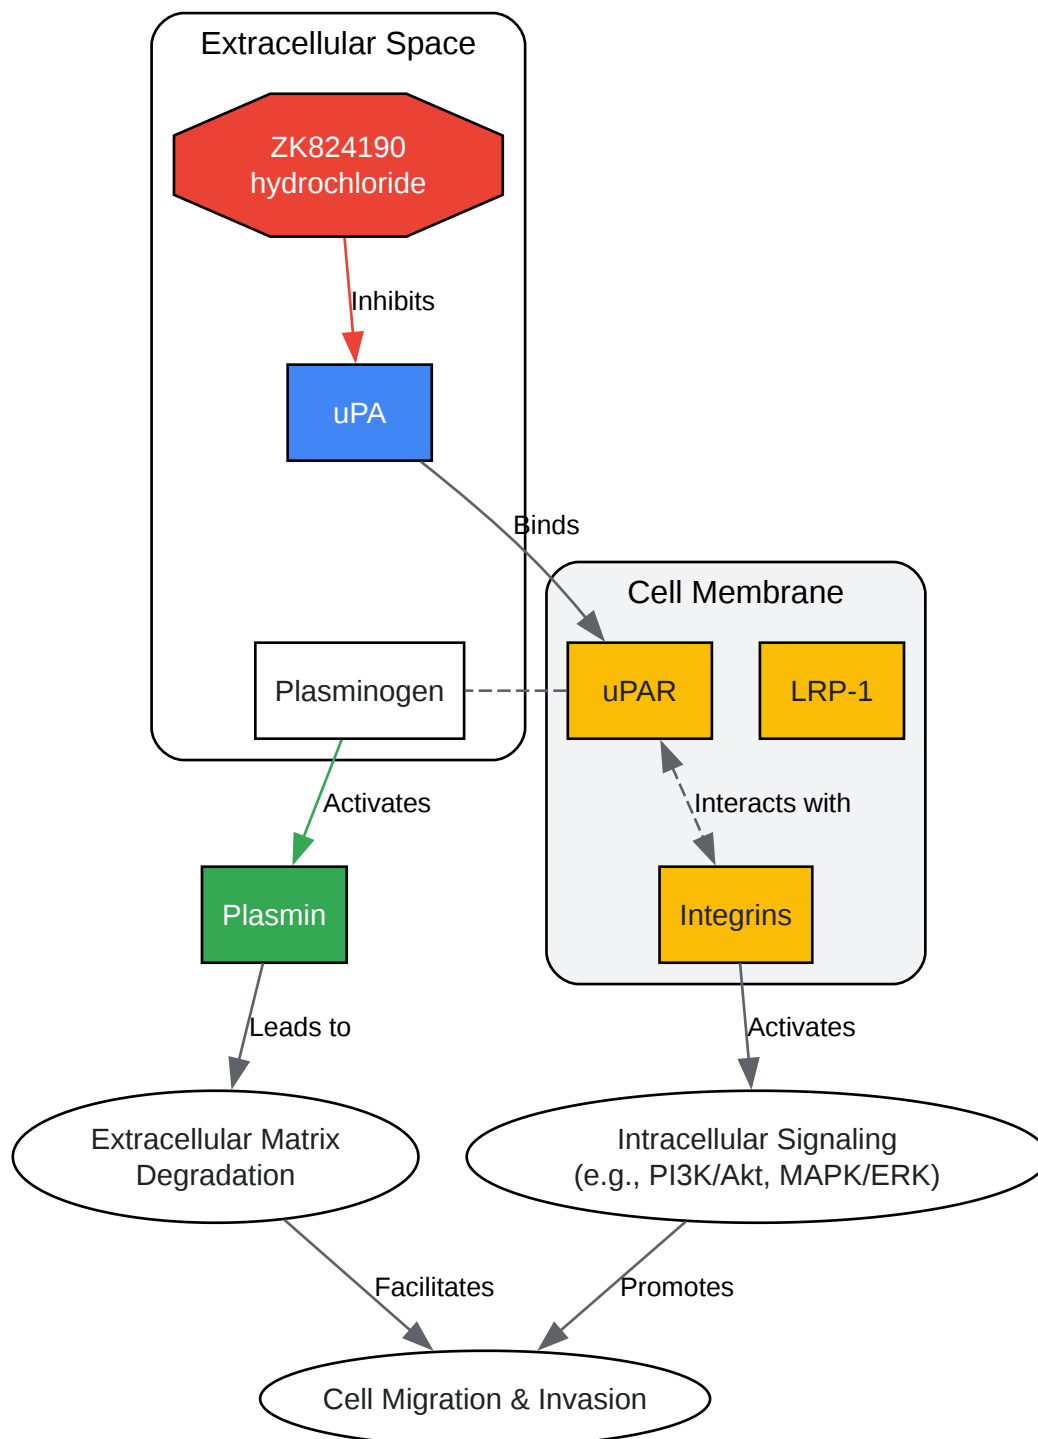 Extracellular Space
ZK824190
hydrochloride
Inhibits
uPA
Binds
Cell Membrane
Plasminogen
uPAR
LRP-1
Activates
Interacts with
Plasmin
Integrins
Leads to
Activates
Extracellular Matrix
Degradation
Intracellular Signaling
(e.g., PI3K/Akt, MAPK/ERK)
Facilitates
Promotes
Cell Migration & Invasion